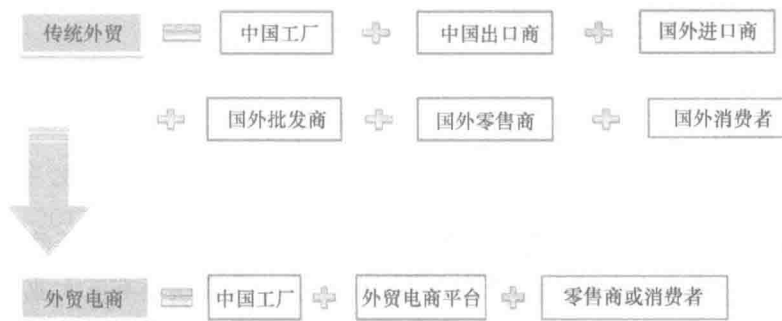 传统外贸 = 中国工厂 + 中国出口商 + 国外进口商
+ 国外批发商 + 国外零售商 + 国外消费者
外贸电商 = 中国工厂 + 外贸电商平台 + 零售商或消费者